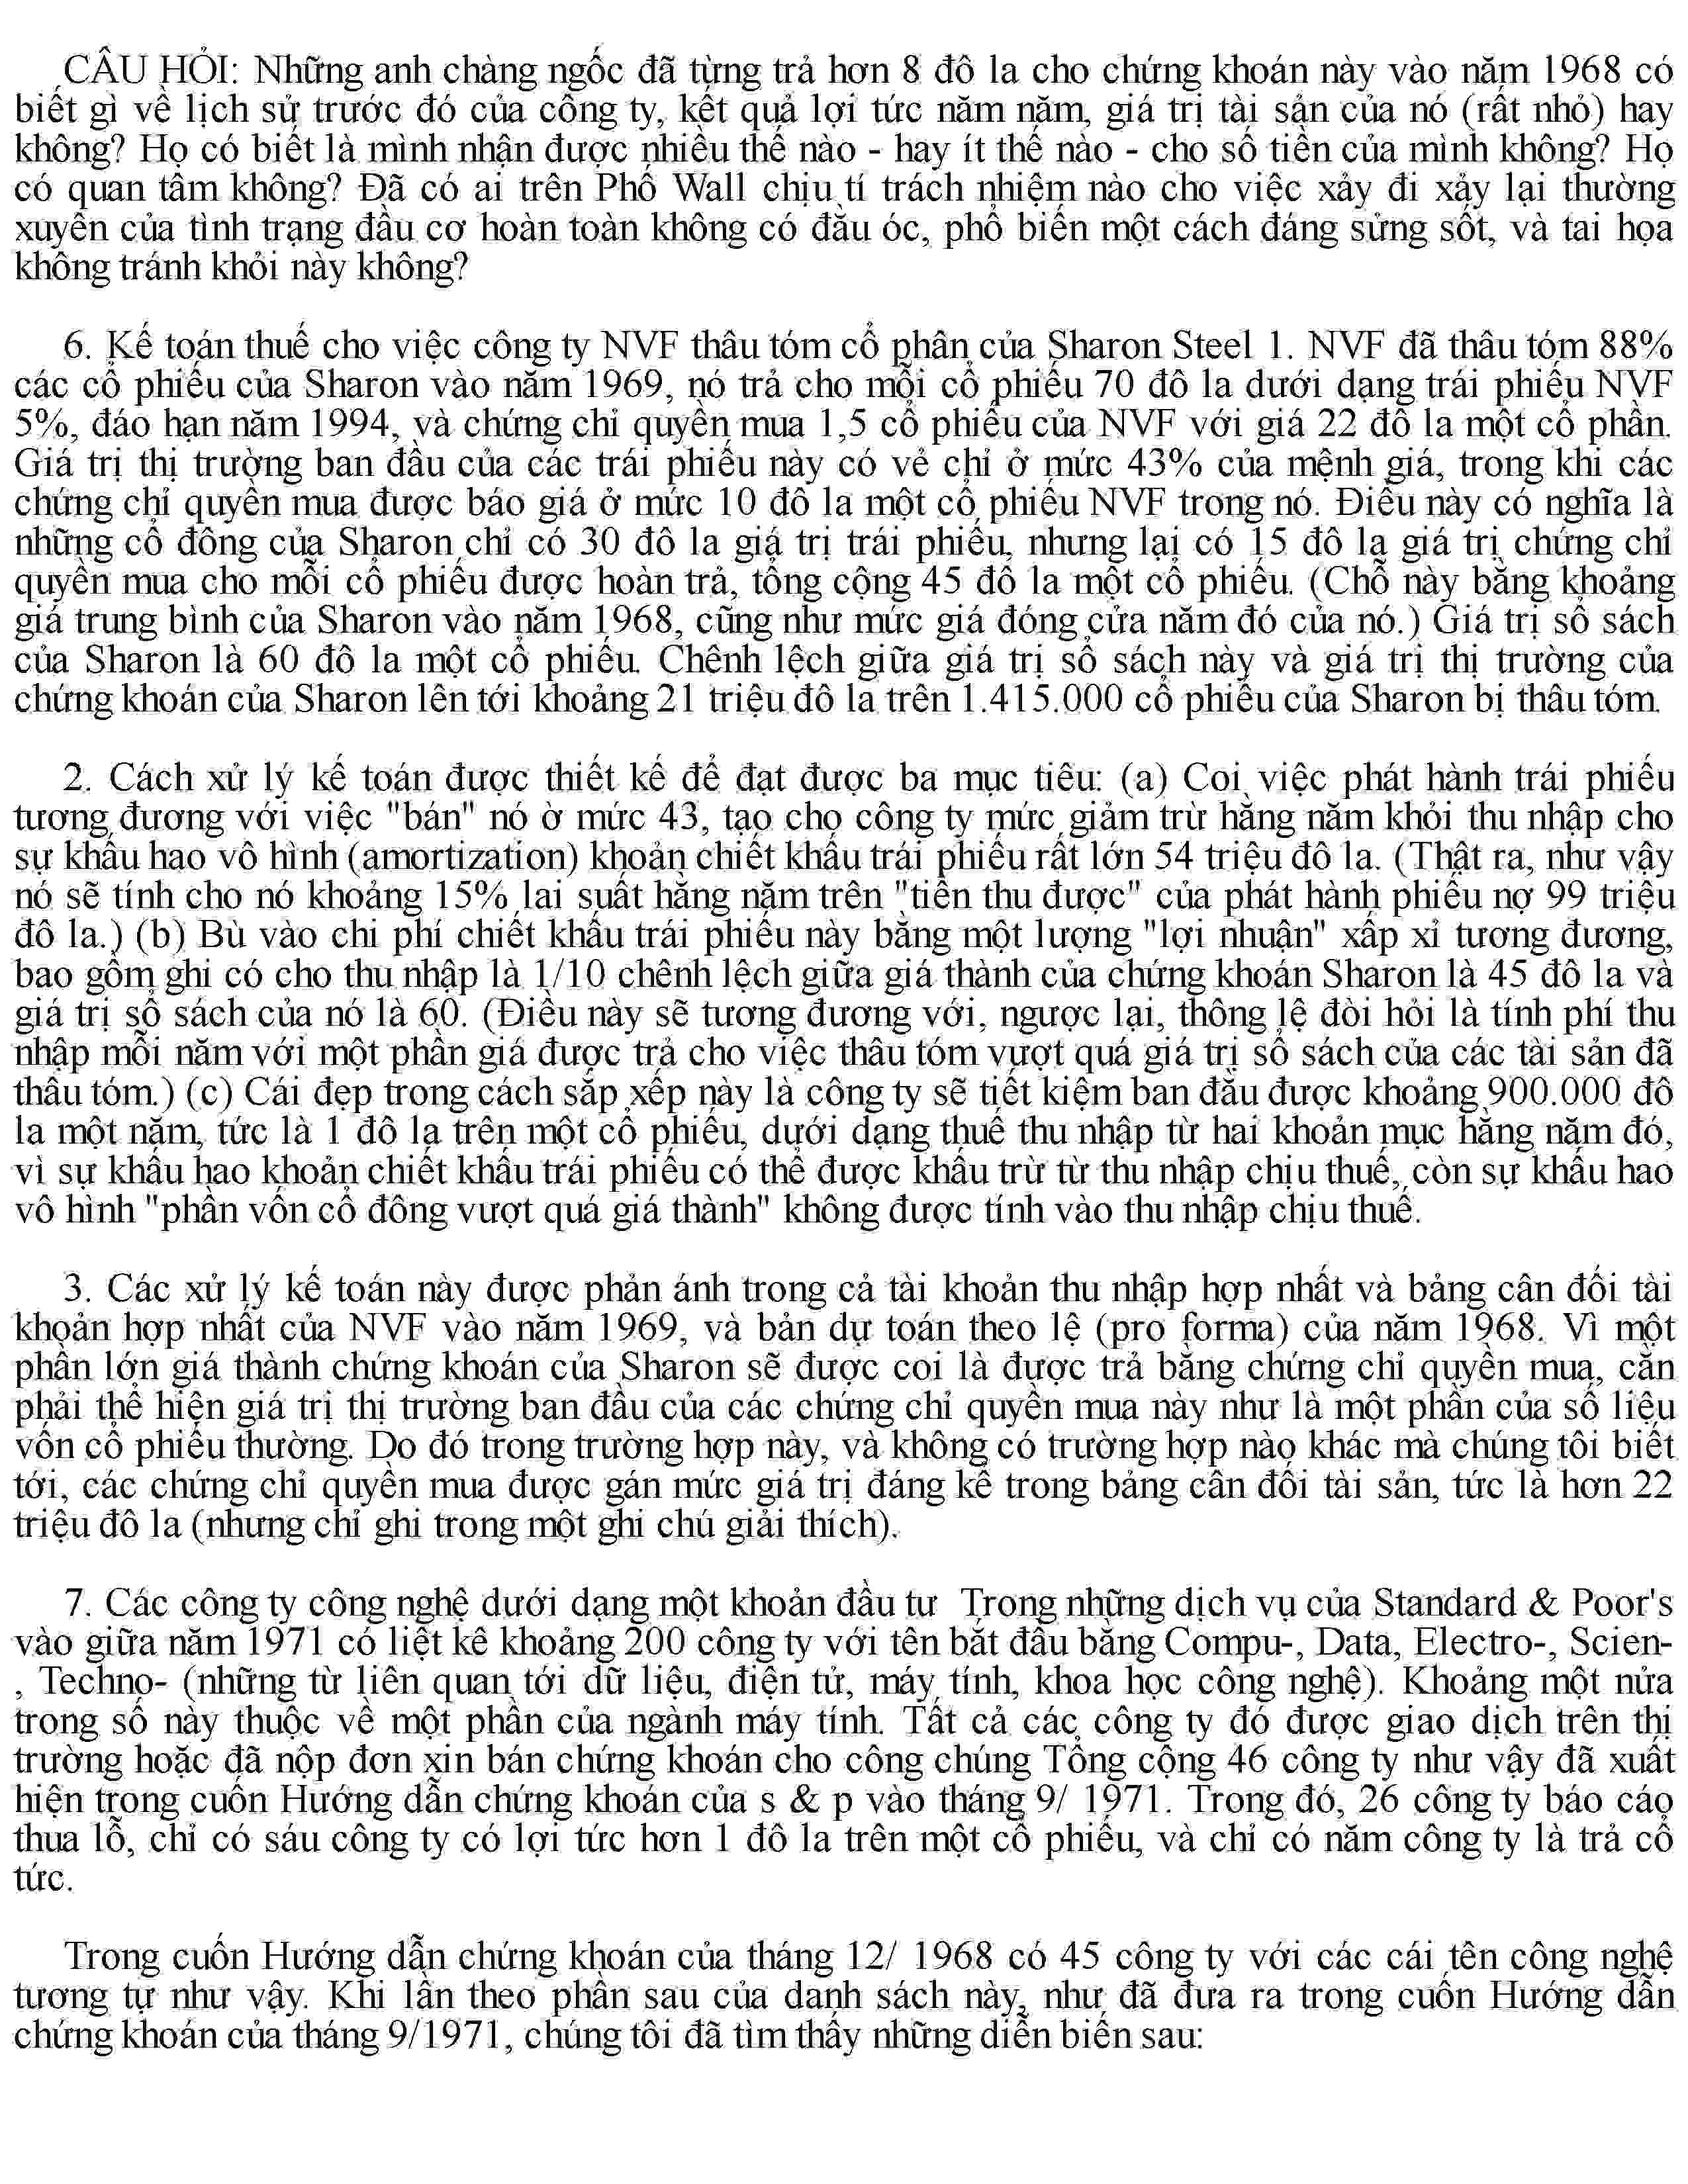 CÂU HỎI: Những anh chàng ngốc đã từng trả hơn 8 đô la cho chứng khoán này vào năm 1968 có
biết gì về lịch sử trước đó của công ty, kết quả lợi tức năm năm, giá trị tài sản của nó (rất nhỏ) hay
không? Họ có biết là mình nhận được nhiều thế nào - hay ít thế nào - cho số tiền của mình không? Họ
có quan tâm không? Đã có ai trên Phố Wall chịu tí trách nhiệm nào cho việc xảy đi xảy lại thường
xuyên của tình trạng đầu cơ hoàn toàn không có đầu óc, phổ biến một cách đáng sửng sốt, và tai họa
không tránh khỏi này không?
6. Kế toán thuế cho việc công ty NVF thâu tóm cổ phần của Sharon Steel 1. NVF đã thâu tóm 88%
các cổ phiếu của Sharon vào năm 1969, nó trả cho mỗi cổ phiếu 70 đô la dưới dạng trái phiếu NVF
5%, đáo hạn năm 1994, và chứng chỉ quyền mua 1,5 cổ phiếu của NVF với giá 22 đô la một cổ phần.
Giá trị thị trường ban đầu của các trái phiếu này có vẻ chỉ ở mức 43% của mệnh giá, trong khi các
chứng chỉ quyền mua được báo giá ở mức 10 đô la một cổ phiếu NVF trong nó. Điều này có nghĩa là
những cổ đông của Sharon chỉ có 30 đô la giá trị trái phiếu, nhưng lại có 15 đô la giá trị chứng chỉ
quyền mua cho mỗi cổ phiếu được hoàn trả, tổng cộng 45 đô la một cổ phiếu. (Chỗ này bằng khoảng
giá trung bình của Sharon vào năm 1968, cũng như mức giá đóng cửa năm đó của nó.) Giá trị sổ sách
của Sharon là 60 đô la một cổ phiếu. Chênh lệch giữa giá trị sổ sách này và giá trị thị trường của
chứng khoán của Sharon lên tới khoảng 21 triệu đô la trên 1.415.000 cổ phiếu của Sharon bị thâu tóm.
2. Cách xử lý kế toán được thiết kế để đạt được ba mục tiêu: (a) Coi việc phát hành trái phiếu
tương đương với việc "bán" nó ở mức 43, tạo cho công ty mức giảm trừ hằng năm khỏi thu nhập cho
sự khấu hao vô hình (amortization) khoản chiết khấu trái phiếu rất lớn 54 triệu đô la. (Thật ra, như vậy
nó sẽ tính cho nó khoảng 15% lai suất hằng năm trên "tiền thu được" của phát hành phiếu nợ 99 triệu
đô la.) (b) Bù vào chi phí chiết khấu trái phiếu này bằng một lượng "lợi nhuận" xấp xỉ tương đương,
bao gồm ghi có cho thu nhập là 1/10 chênh lệch giữa giá thành của chứng khoán Sharon là 45 đô la và
giá trị sổ sách của nó là 60. (Điều này sẽ tương đương với, ngược lại, thông lệ đòi hỏi là tính phí thu
nhập mỗi năm với một phần giá được trả cho việc thâu tóm vượt quá giá trị sổ sách của các tài sản đã
thâu tóm.) (c) Cái đẹp trong cách sắp xếp này là công ty sẽ tiết kiệm ban đầu được khoảng 900.000 đô
la một năm, tức là 1 đô la trên một cổ phiếu, dưới dạng thuế thu nhập từ hai khoản mục hằng năm đó,
vì sự khấu hao khoản chiết khấu trái phiếu có thể được khấu trừ từ thu nhập chịu thuế, còn sự khấu hao
vô hình "phần vốn cổ đông vượt quá giá thành" không được tính vào thu nhập chịu thuế.
3. Các xử lý kế toán này được phản ánh trong cả tài khoản thu nhập hợp nhất và bảng cân đối tài
khoản hợp nhất của NVF vào năm 1969, và bản dự toán theo lệ (pro forma) của năm 1968. Vì một
phần lớn giá thành chứng khoán của Sharon sẽ được coi là được trả bằng chứng chỉ quyền mua, cần
phải thể hiện giá trị thị trường ban đầu của các chứng chỉ quyền mua này như là một phần của số liệu
vốn cổ phiếu thường. Do đó trong trường hợp này, và không có trường hợp nào khác mà chúng tôi biết
tới, các chứng chỉ quyền mua được gán mức giá trị đáng kể trong bảng cân đối tài sản, tức là hơn 22
triệu đô la (nhưng chỉ ghi trong một ghi chú giải thích).
7. Các công ty công nghệ dưới dạng một khoản đầu tư Trong những dịch vụ của Standard & Poor's
vào giữa năm 1971 có liệt kê khoảng 200 công ty với tên bắt đầu bằng Compu-, Data, Electro-, Scien-
, Techno- (những từ liên quan tới dữ liệu, điện tử, máy tính, khoa học công nghệ). Khoảng một nửa
trong số này thuộc về một phần của ngành máy tính. Tất cả các công ty đó được giao dịch trên thị
trường hoặc đã nộp đơn xin bán chứng khoán cho công chúng Tổng cộng 46 công ty như vậy đã xuất
hiện trong cuốn Hướng dẫn chứng khoán của s & p vào tháng 9/ 1971. Trong đó, 26 công ty báo cáo
thua lỗ, chỉ có sáu công ty có lợi tức hơn 1 đô la trên một cổ phiếu, và chỉ có năm công ty là trả cổ
tức.
Trong cuốn Hướng dẫn chứng khoán của tháng 12/ 1968 có 45 công ty với các cái tên công nghệ
tương tự như vậy. Khi lần theo phần sau của danh sách này, như đã đưa ra trong cuốn Hướng dẫn
chứng khoán của tháng 9/1971, chúng tôi đã tìm thấy những diễn biến sau: